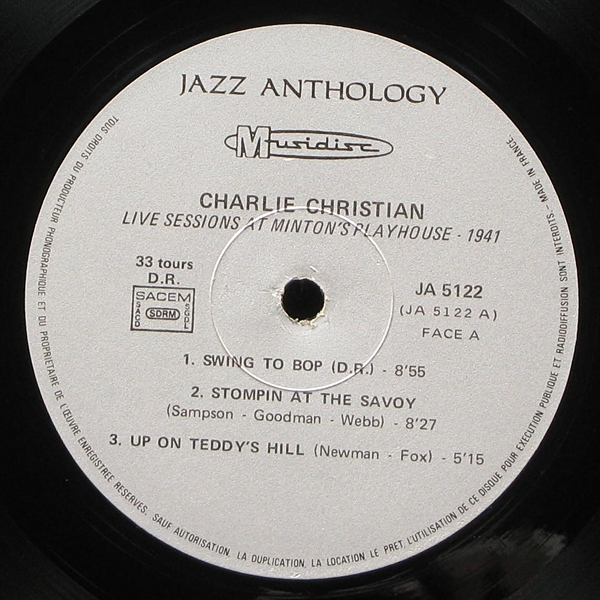 JAZZ ANTHOLOGY
Musidisc
CHARLIE CHRISTIAN
LIVE SESSIONS AT MINTON'S PLAYHOUSE - 1941
33 tours
D.R.
SACEM
SACD
SDRM
SGDL
JA 5122
(JA 5122 A)
FACE A
1. SWING TO BOP (D.R.) - 8'55
2. STOMPIN AT THE SAVOY
(Sampson - Goodman - Webb) - 8'27
3. UP ON TEDDY'S HILL (Newman - Fox) - 5'15
TOUS DROITS DU PRODUCTEUR PHONOGRAPHIQUE ET DU PROPRIETAIRE DE L'ŒUVRE ENREGISTREE RESERVES. SAUF AUTORISATION, LA DUPLICATION, LA LOCATION LE PRET, L'UTILISATION DE CE DISQUE POUR EXECUTION PUBLIQUE ET RADIODIFFUSION SONT INTERDITS. - MADE IN FRANCE.